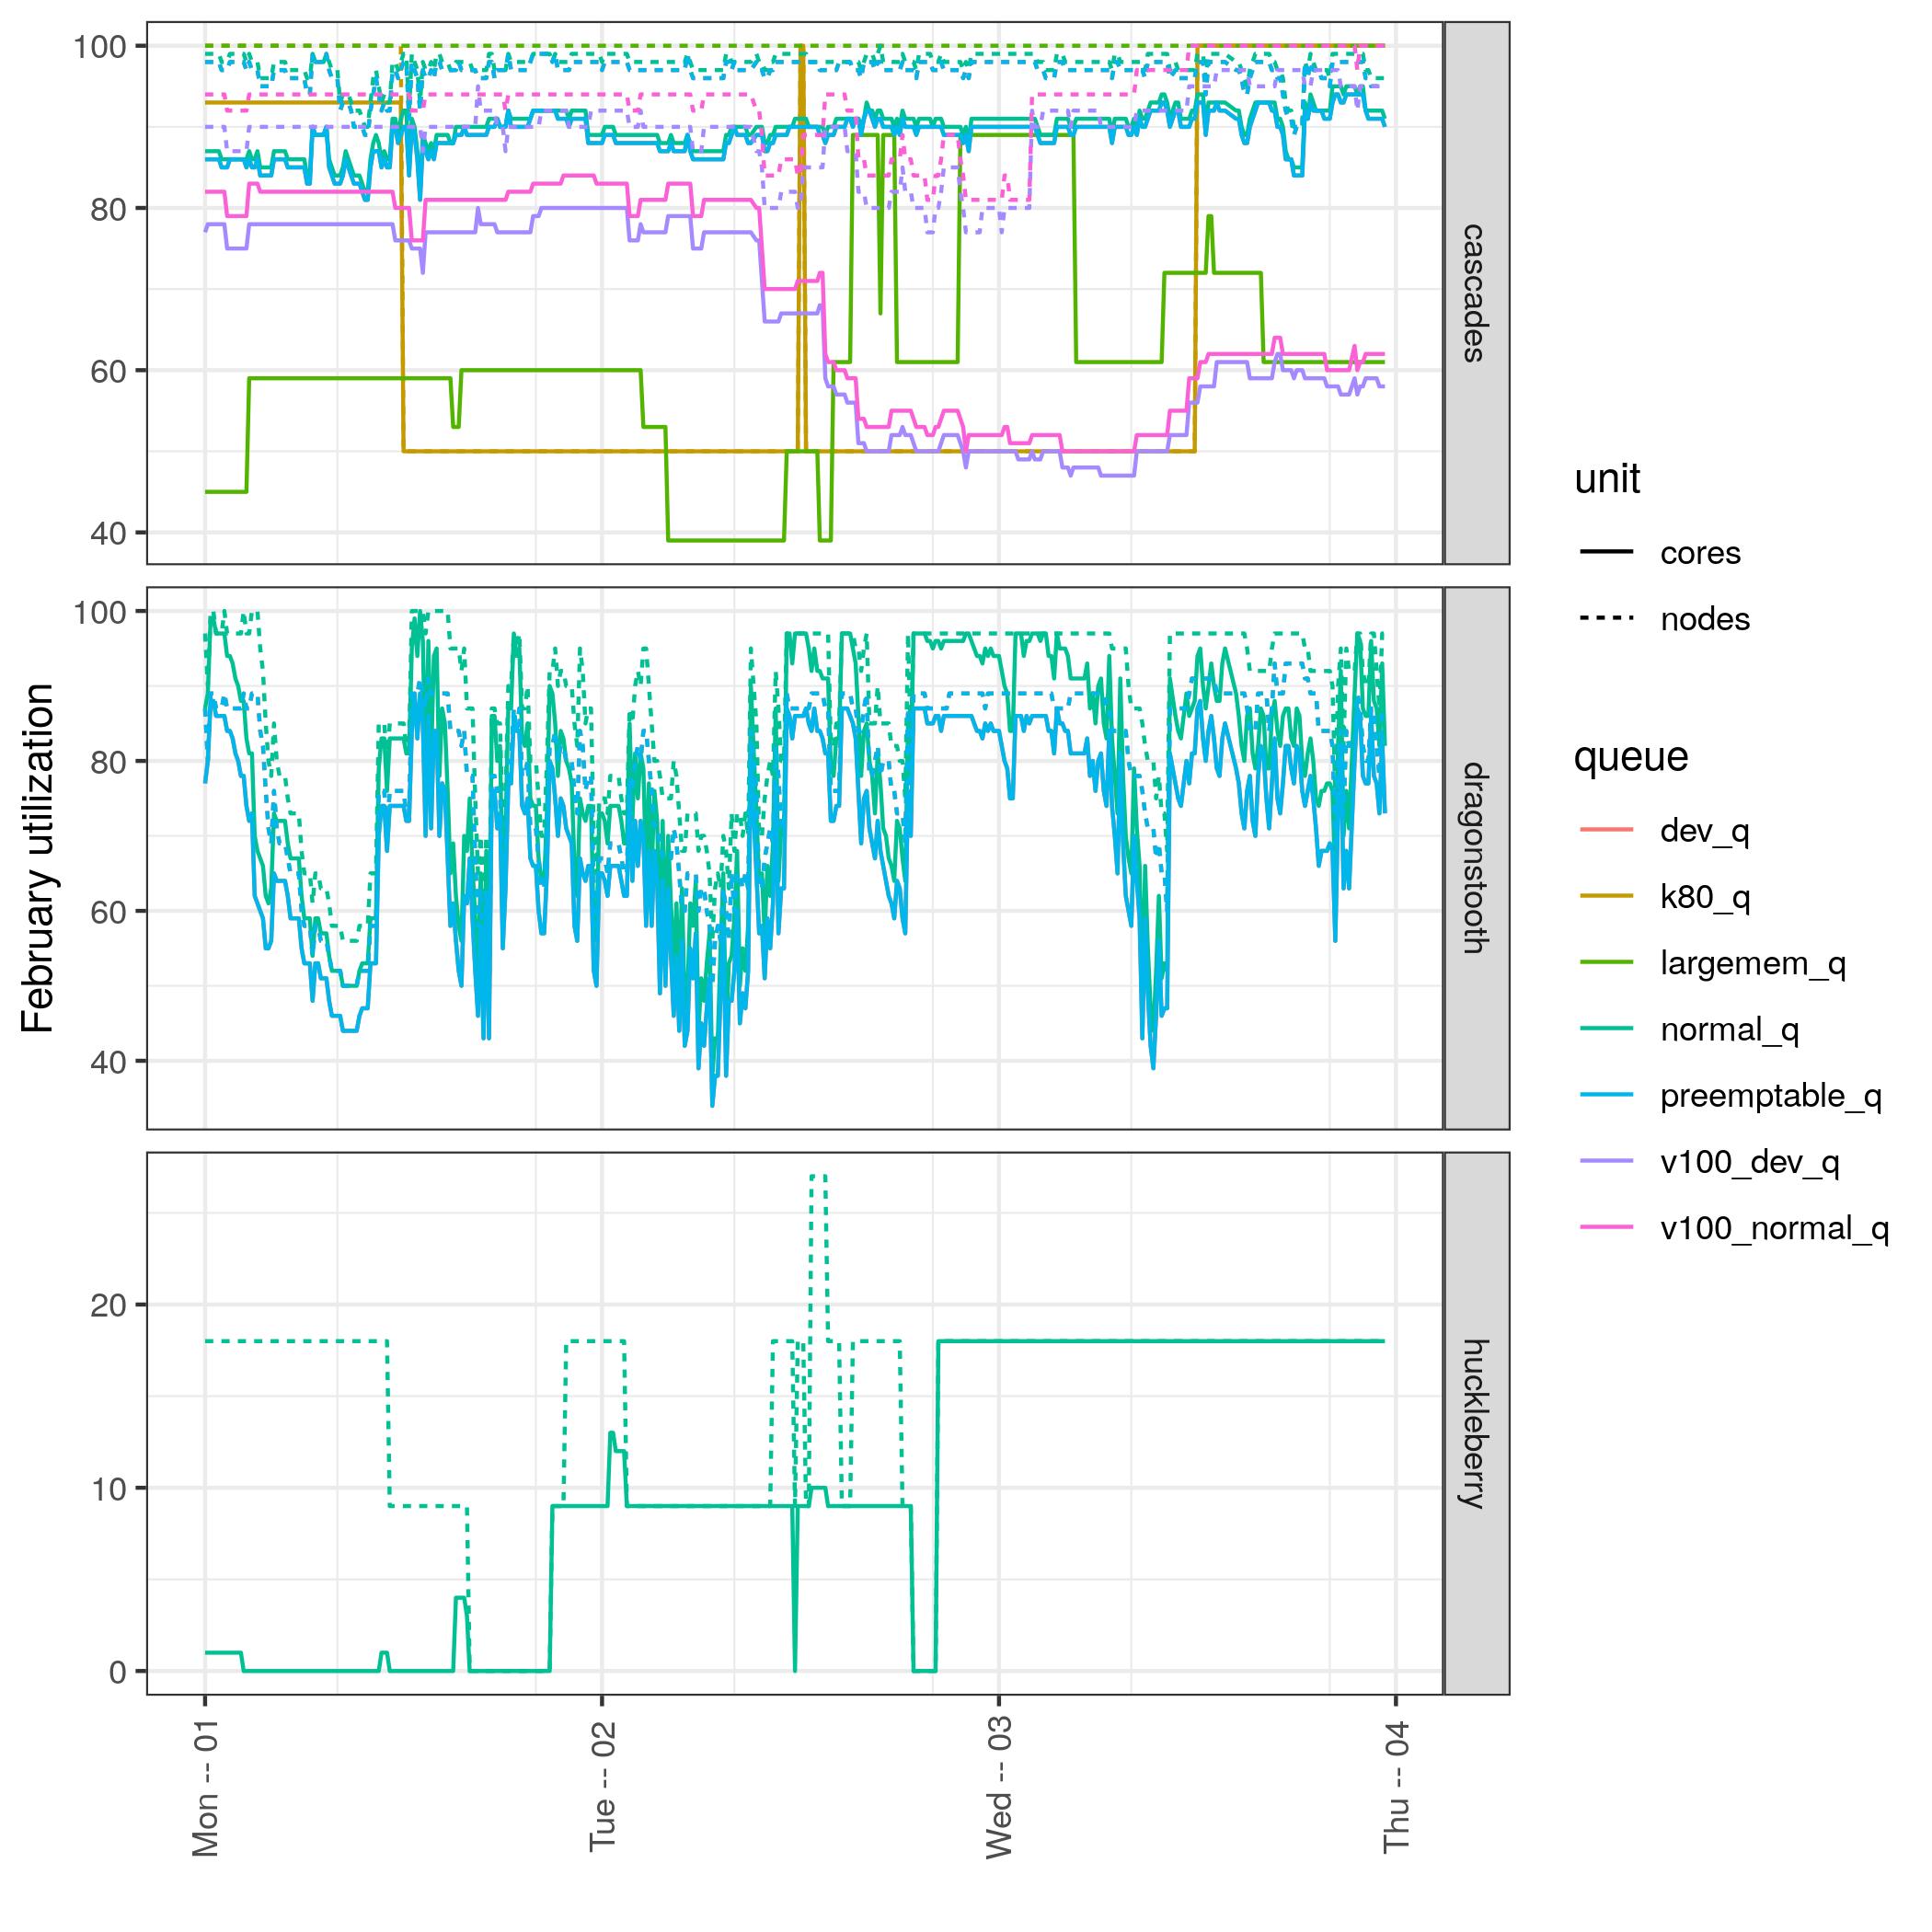 February utilization
100
80
60
40
cascades
100
80
60
40
dragonstooth
20
10
0
huckleberry
Mon -- 01
Tue -- 02
Wed -- 03
Thu -- 04
unit
cores
nodes
queue
dev_q
k80_q
largemem_q
normal_q
preemptable_q
v100_dev_q
v100_normal_q